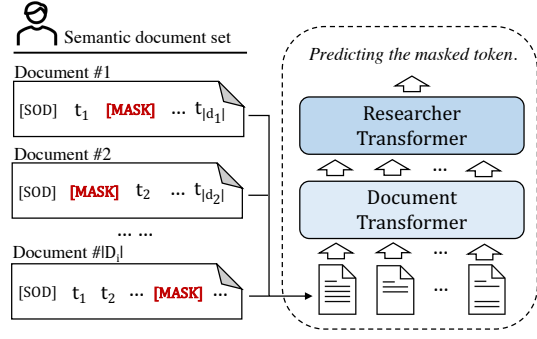 Semantic document set
Document #1
[SOD] t1 [MASK] ... t|d1|
Document #2
[SOD] [MASK] t2 ... t|d2|
... ...
Document #|Di|
[SOD] t1 t2 ... [MASK] ...
Predicting the masked token.
Researcher
Transformer
...
Document
Transformer
...
...